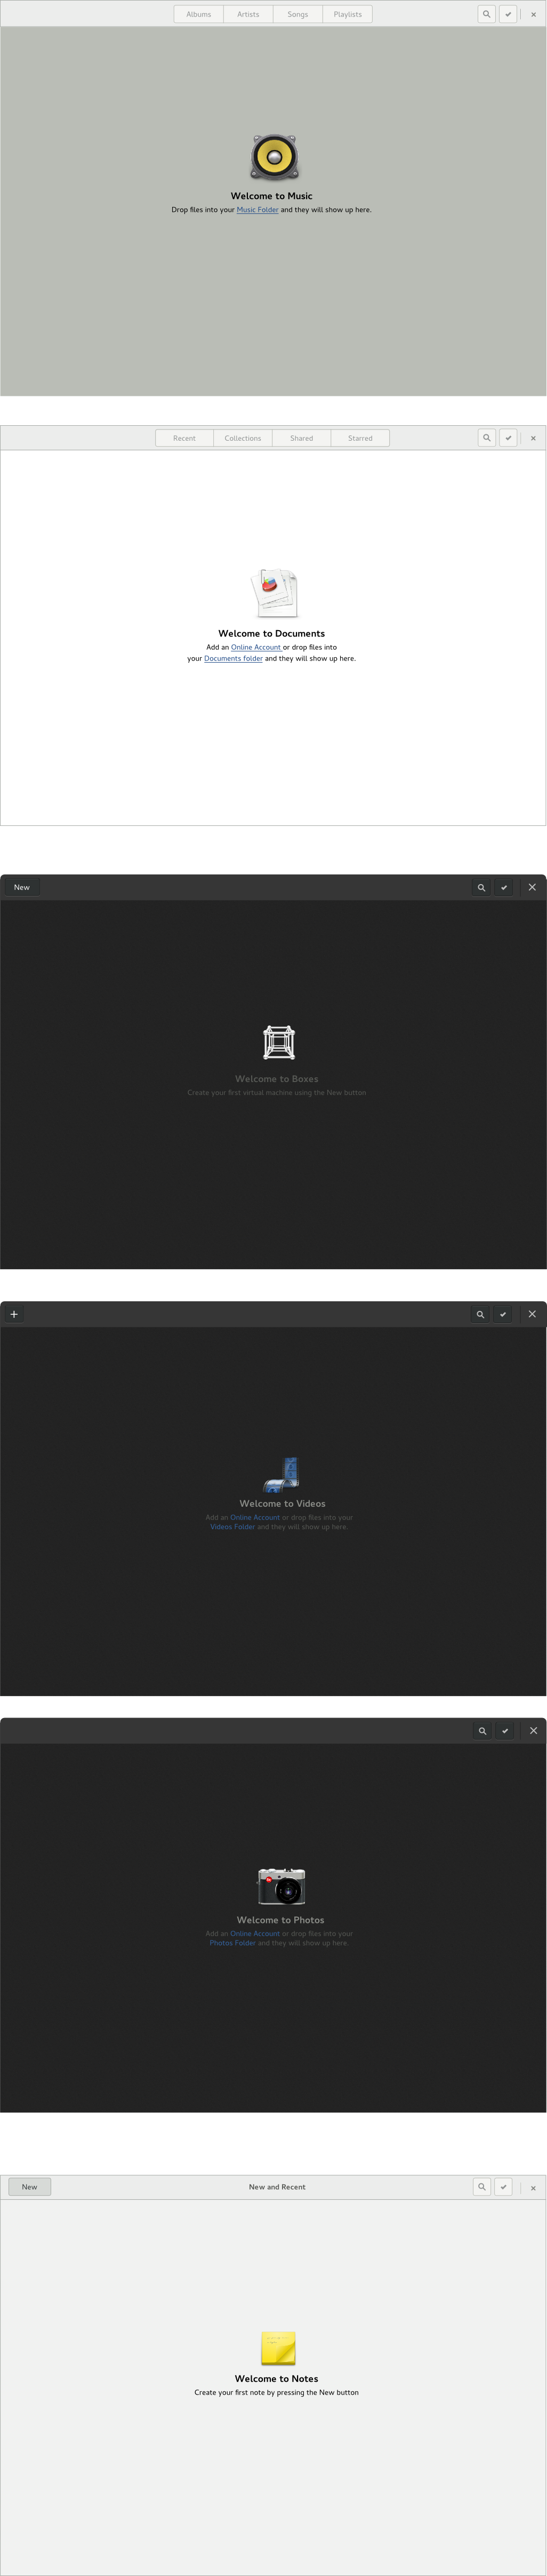 Albums Artists Songs Playlists
Welcome to Music
Drop files into your Music Folder and they will show up here.
Recent Collections Shared Starred
Welcome to Documents
Add an Online Account or drop files into
your Documents folder and they will show up here.
New
Welcome to Boxes
Create your first virtual machine using the New button
Welcome to Videos
Add an Online Account or drop files into your
Videos Folder and they will show up here.
Welcome to Photos
Add an Online Account or drop files into your
Photos Folder and they will show up here.
New New and Recent
Welcome to Notes
Create your first note by pressing the New button